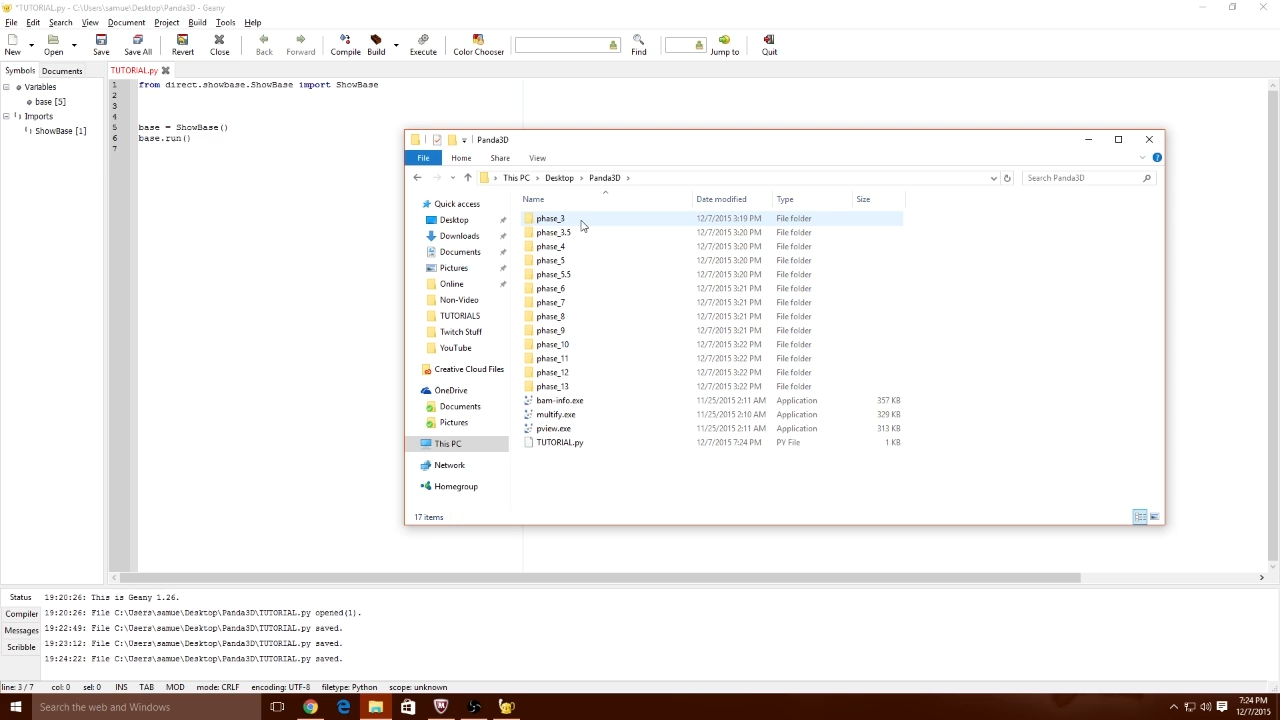 *TUTORIAL.py - C:\Users\samue\Desktop\Panda3D - Geany
File Edit Search View Document Project Build Tools Help
New Open Save Save All Revert Close Back Forward Compile Build Execute Color Chooser Find Jump to Quit
Symbols Documents TUTORIAL.py
Variables
base [5]
Imports
ShowBase [1]
1 from direct.showbase.ShowBase import ShowBase
2
3
4
5 base = ShowBase()
6 base.run()
7
Panda3D
File Home Share View
This PC Desktop Panda3D Search Panda3D
Name Date modified Type Size
Quick access
Desktop
Downloads
Documents
Pictures
Online
Non-Video
TUTORIALS
Twitch Stuff
YouTube
Creative Cloud Files
OneDrive
Documents
Pictures
This PC
Network
Homegroup
phase_3 12/7/2015 3:19 PM File folder
phase_3.5 12/7/2015 3:20 PM File folder
phase_4 12/7/2015 3:20 PM File folder
phase_5 12/7/2015 3:20 PM File folder
phase_5.5 12/7/2015 3:20 PM File folder
phase_6 12/7/2015 3:21 PM File folder
phase_7 12/7/2015 3:21 PM File folder
phase_8 12/7/2015 3:21 PM File folder
phase_9 12/7/2015 3:21 PM File folder
phase_10 12/7/2015 3:22 PM File folder
phase_11 12/7/2015 3:22 PM File folder
phase_12 12/7/2015 3:22 PM File folder
phase_13 12/7/2015 3:22 PM File folder
bam-info.exe 11/25/2015 2:11 AM Application 357 KB
multify.exe 11/25/2015 2:10 AM Application 329 KB
pview.exe 11/25/2015 2:11 AM Application 313 KB
TUTORIAL.py 12/7/2015 7:24 PM PY File 1 KB
17 items
Status
Compiler
Messages
Scribble
19:20:26: This is Geany 1.26.
19:20:26: File C:\Users\samue\Desktop\Panda3D\TUTORIAL.py opened(1).
19:22:49: File C:\Users\samue\Desktop\Panda3D\TUTORIAL.py saved.
19:23:12: File C:\Users\samue\Desktop\Panda3D\TUTORIAL.py saved.
19:24:22: File C:\Users\samue\Desktop\Panda3D\TUTORIAL.py saved.
line: 3 / 7 col: 0 sel: 0 INS TAB MOD mode: CRLF encoding: UTF-8 filetype: Python scope: unknown
Search the web and Windows
7:24 PM
12/7/2015